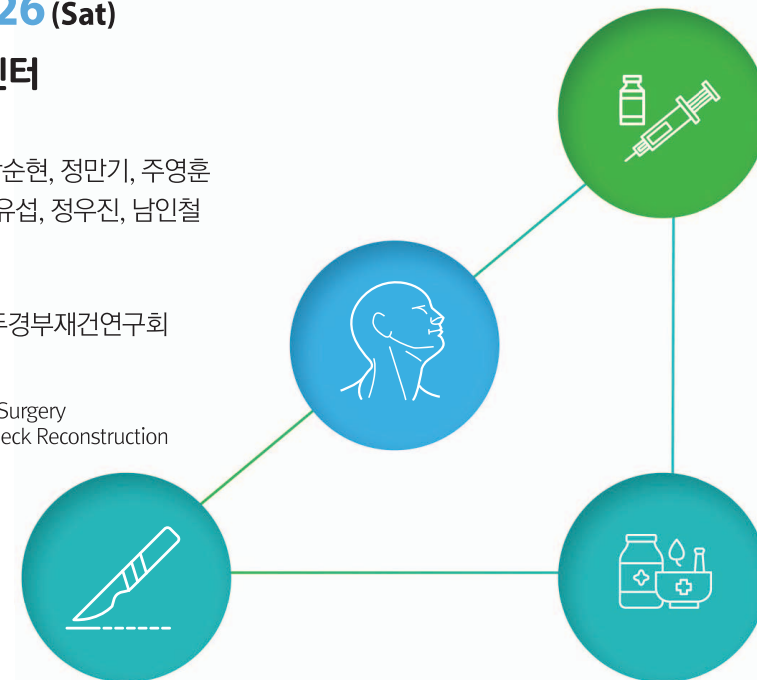 26 (Sat)
터
순현, 정만기, 주영훈
유섭, 정우진, 남인철
두경부재건연구회
Surgery
eck Reconstruction